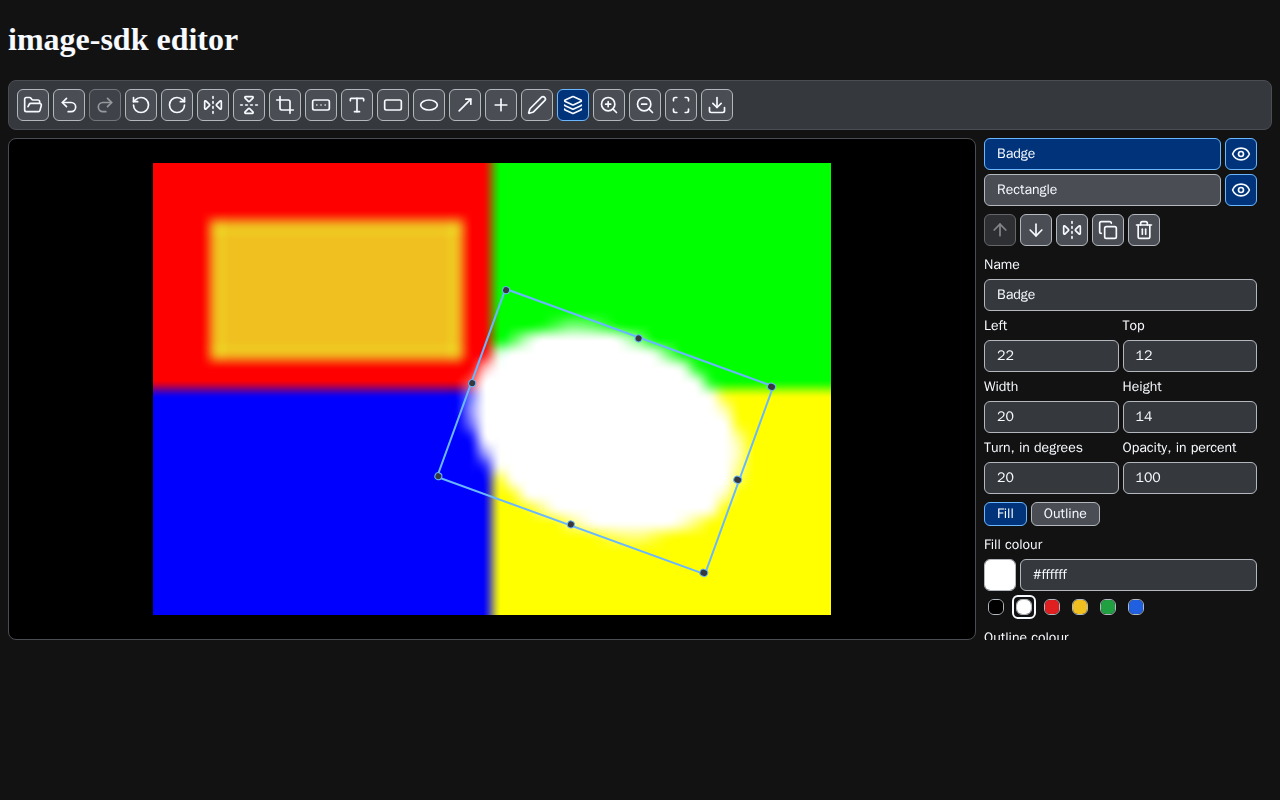 image-sdk editor
Badge
Rectangle
Name
Badge
Left Top
22 12
Width Height
20 14
Turn, in degrees Opacity, in percent
20 100
Fill Outline
Fill colour
#ffffff
Outline colour